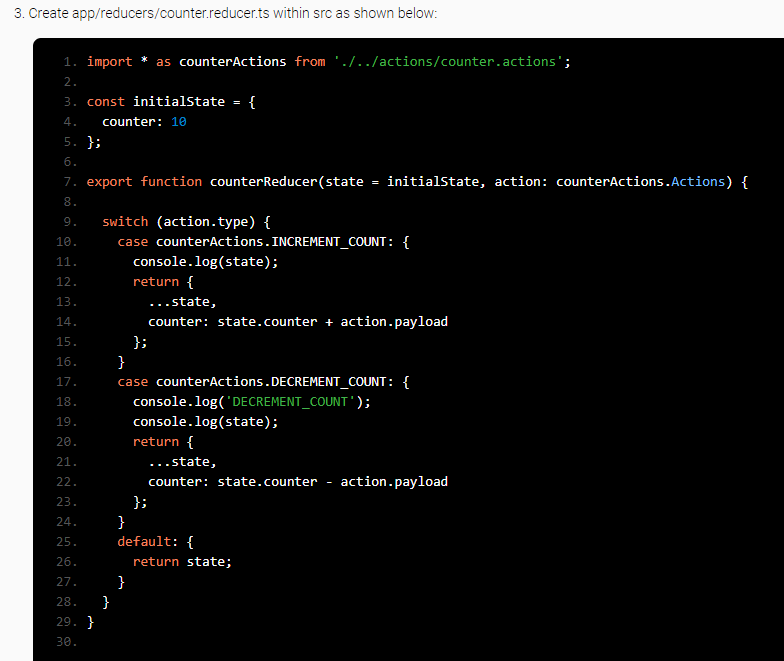 3. Create app/reducers/counter.reducer.ts within src as shown below:
1. import * as counterActions from './../actions/counter.actions';
2.
3. const initialState = {
4.   counter: 10
5. };
6.
7. export function counterReducer(state = initialState, action: counterActions.Actions) {
8.
9.   switch (action.type) {
10.     case counterActions.INCREMENT_COUNT: {
11.       console.log(state);
12.       return {
13.         ...state,
14.         counter: state.counter + action.payload
15.       };
16.     }
17.     case counterActions.DECREMENT_COUNT: {
18.       console.log('DECREMENT_COUNT');
19.       console.log(state);
20.       return {
21.         ...state,
22.         counter: state.counter - action.payload
23.       };
24.     }
25.     default: {
26.       return state;
27.     }
28.   }
29. }
30.